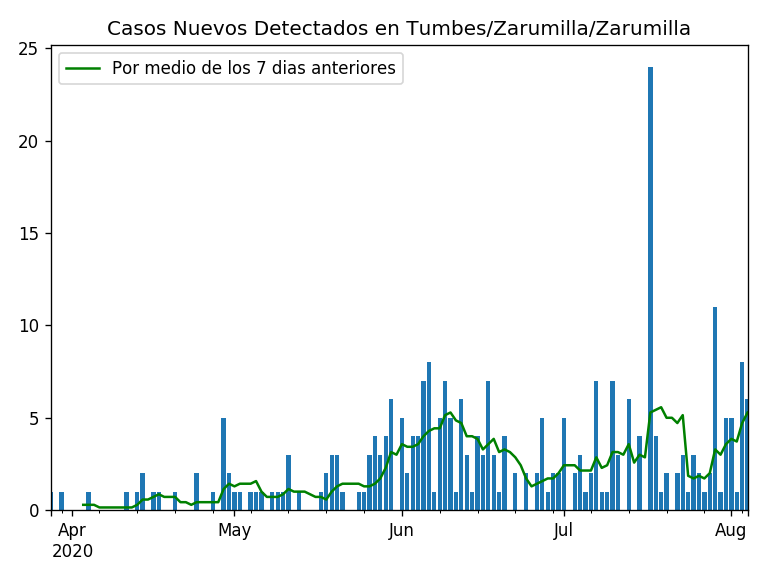 Casos Nuevos Detectados en Tumbes/Zarumilla/Zarumilla
Por medio de los 7 dias anteriores
25
20
15
10
5
0
Apr
2020
May
Jun
Jul
Aug